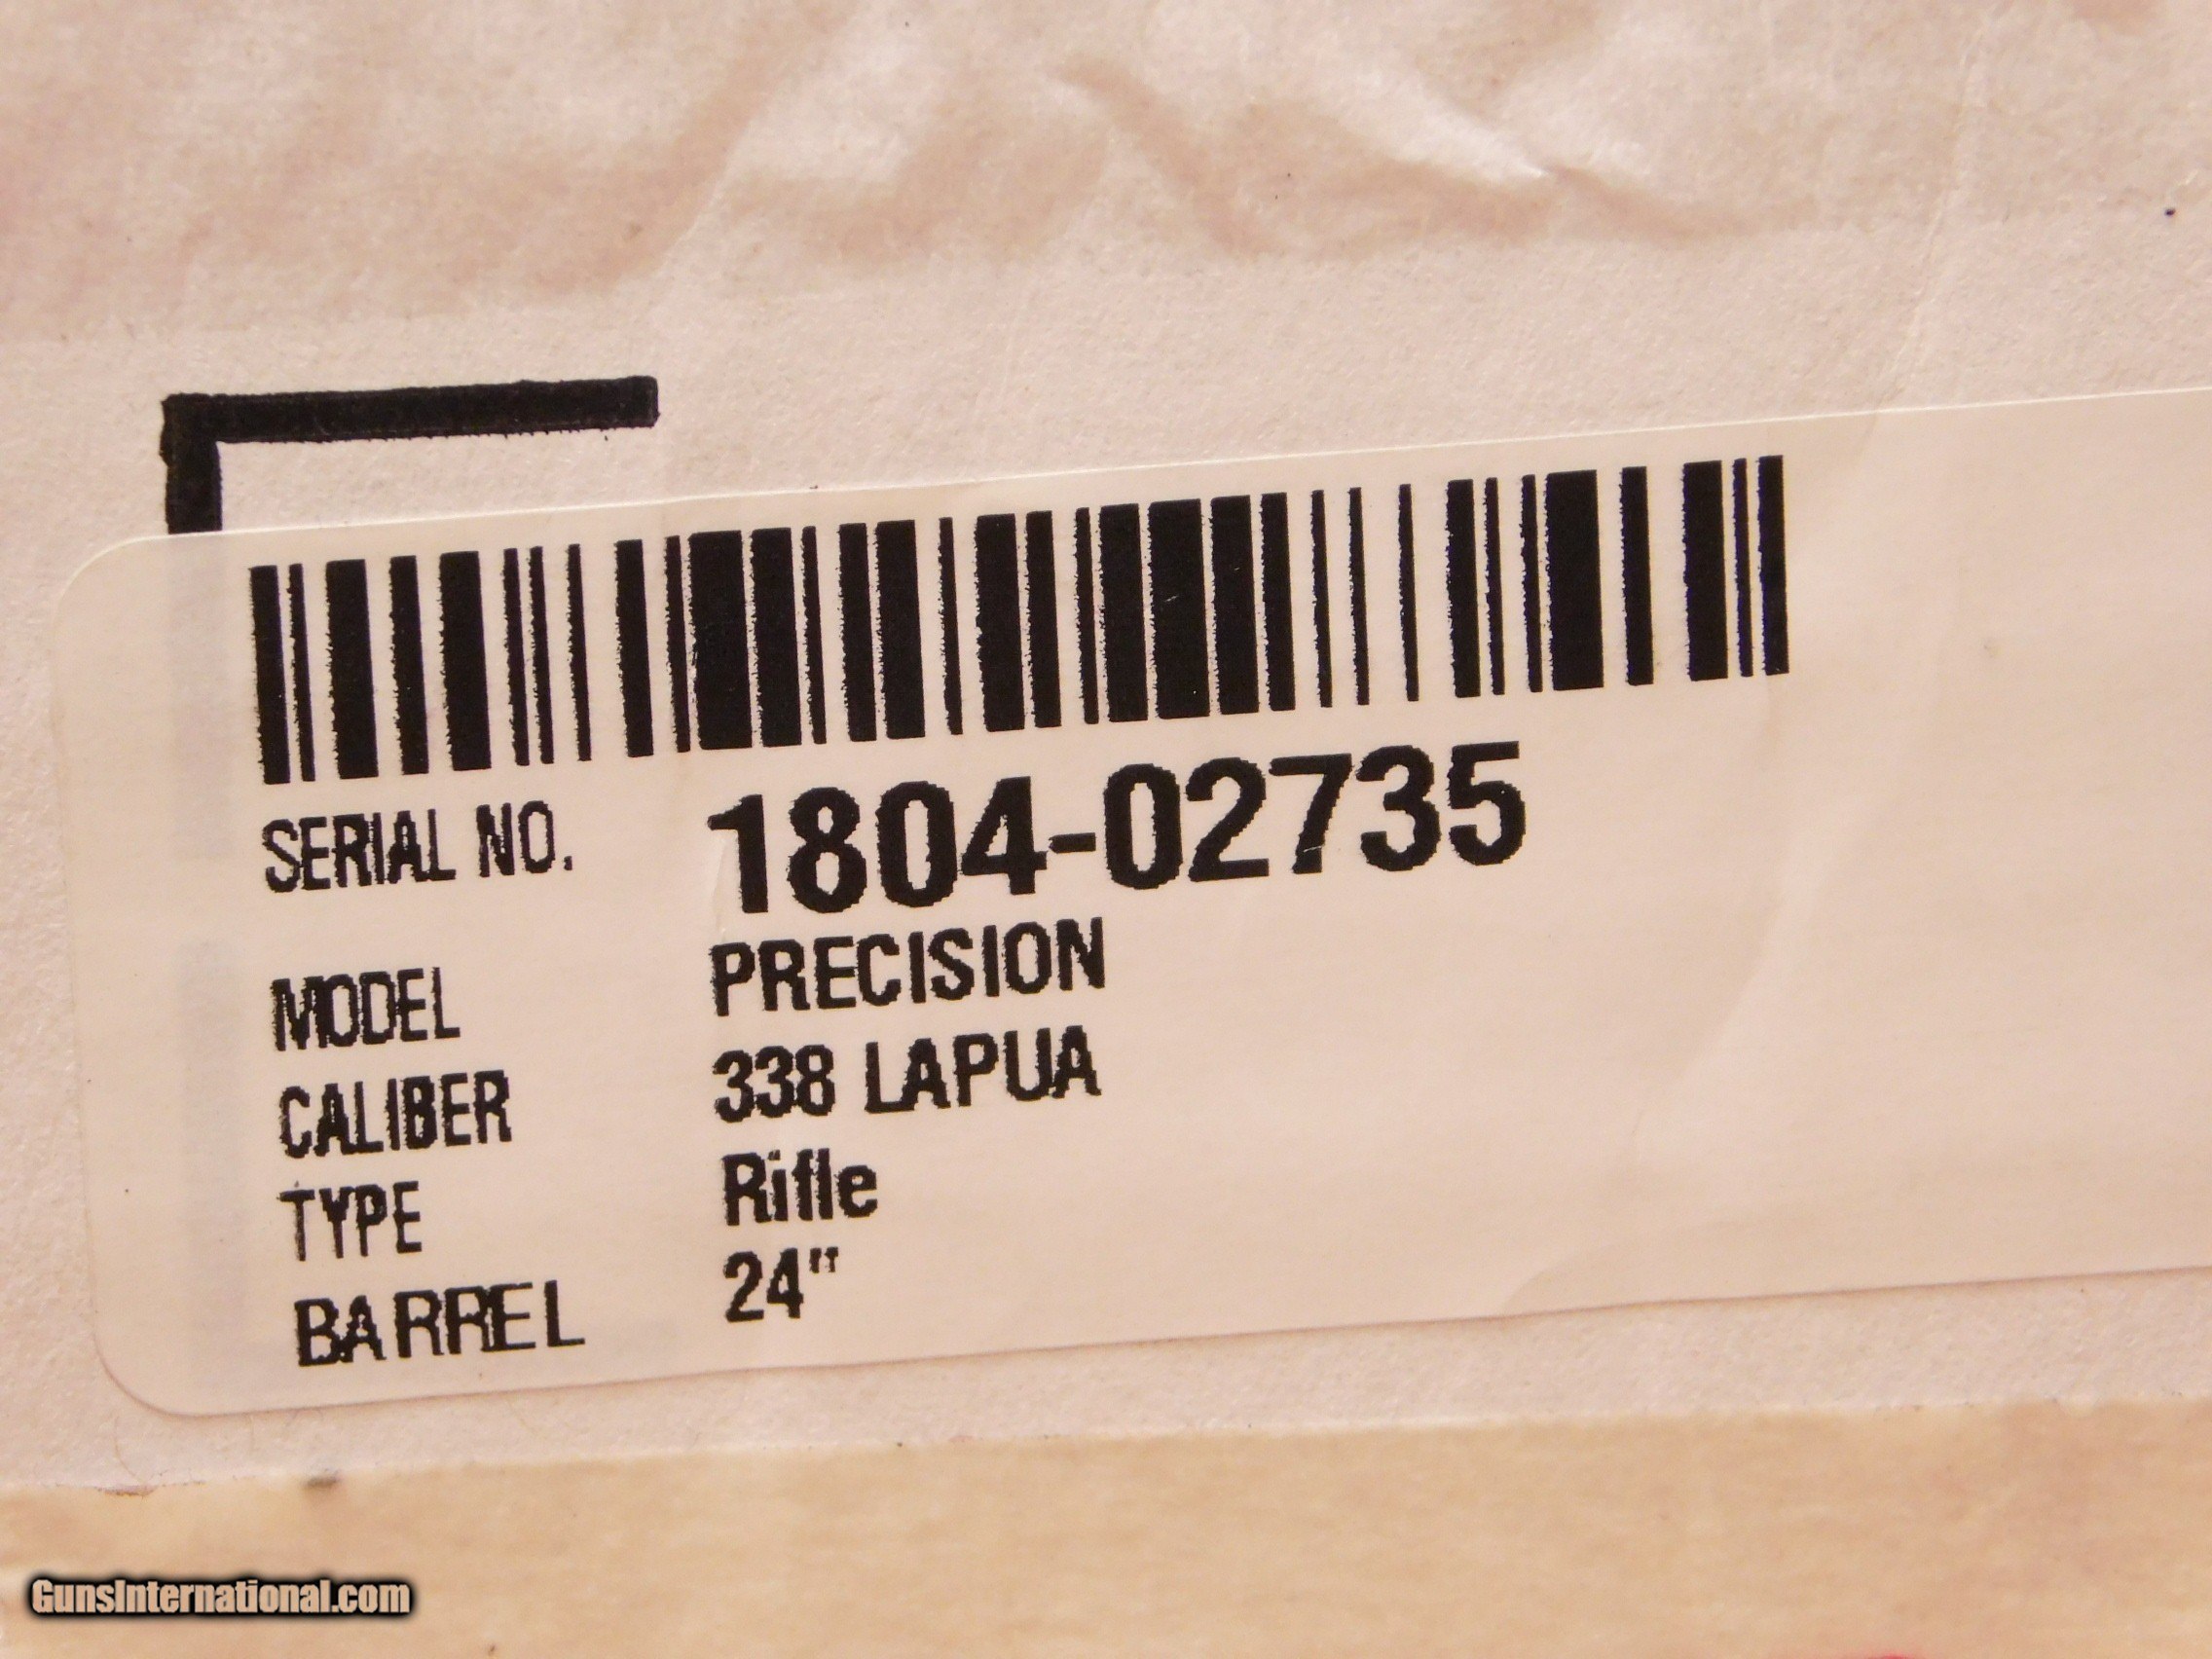 SERIAL NO. 1804-02735
MODEL PRECISION
CALIBER 338 LAPUA
TYPE Rifle
BARREL 24"
GunsInternational.com